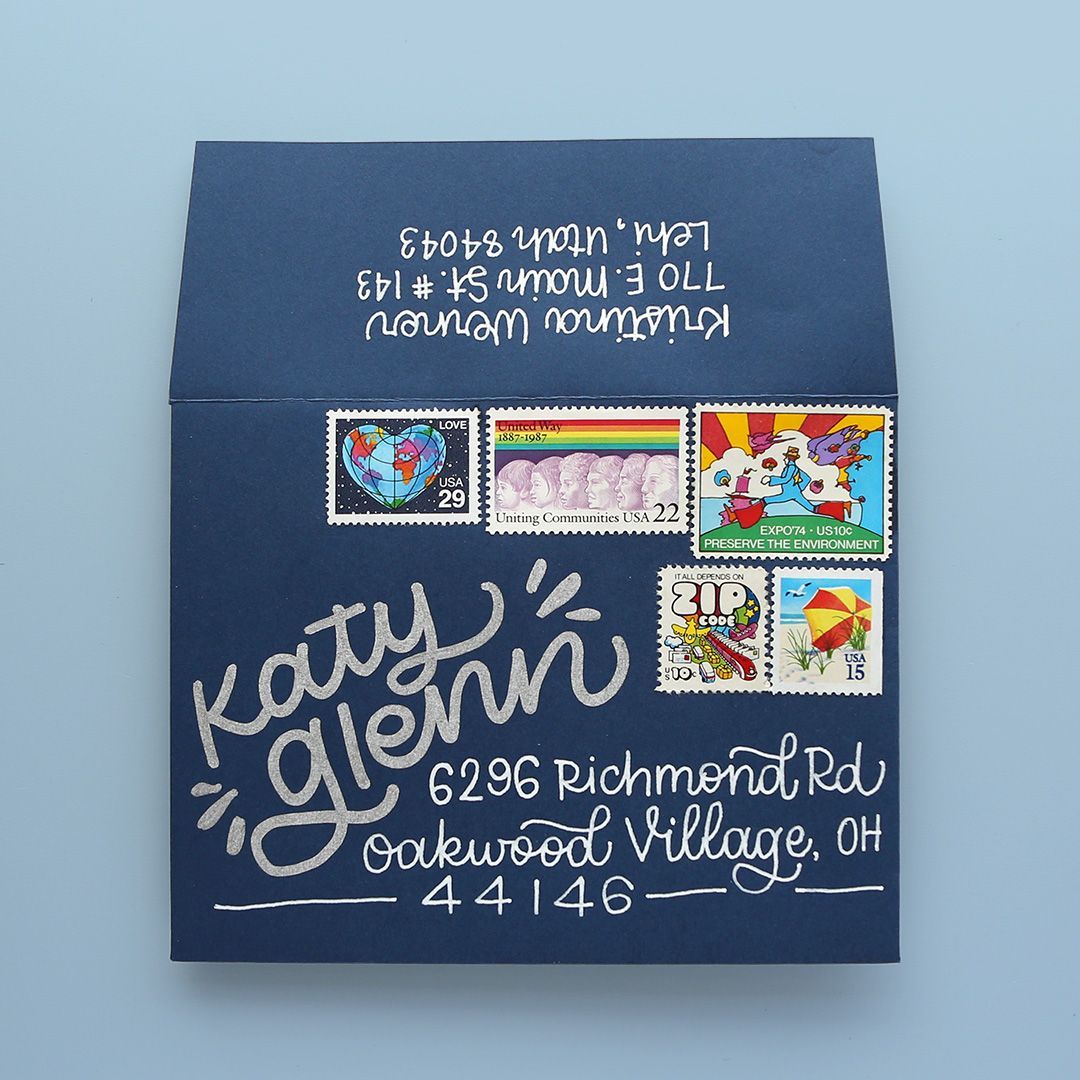 Kristina Werner
770 E. Main St. #143
Lehi, Utah 84043
LOVE
USA
29
United Way
1887-1987
Uniting Communities USA 22
EXPO'74 · US10c
PRESERVE THE ENVIRONMENT
IT ALL DEPENDS ON
ZIP
CODE
US
10c
USA
15
Katy
glenn
6296 Richmond Rd
Oakwood Village, OH
44146